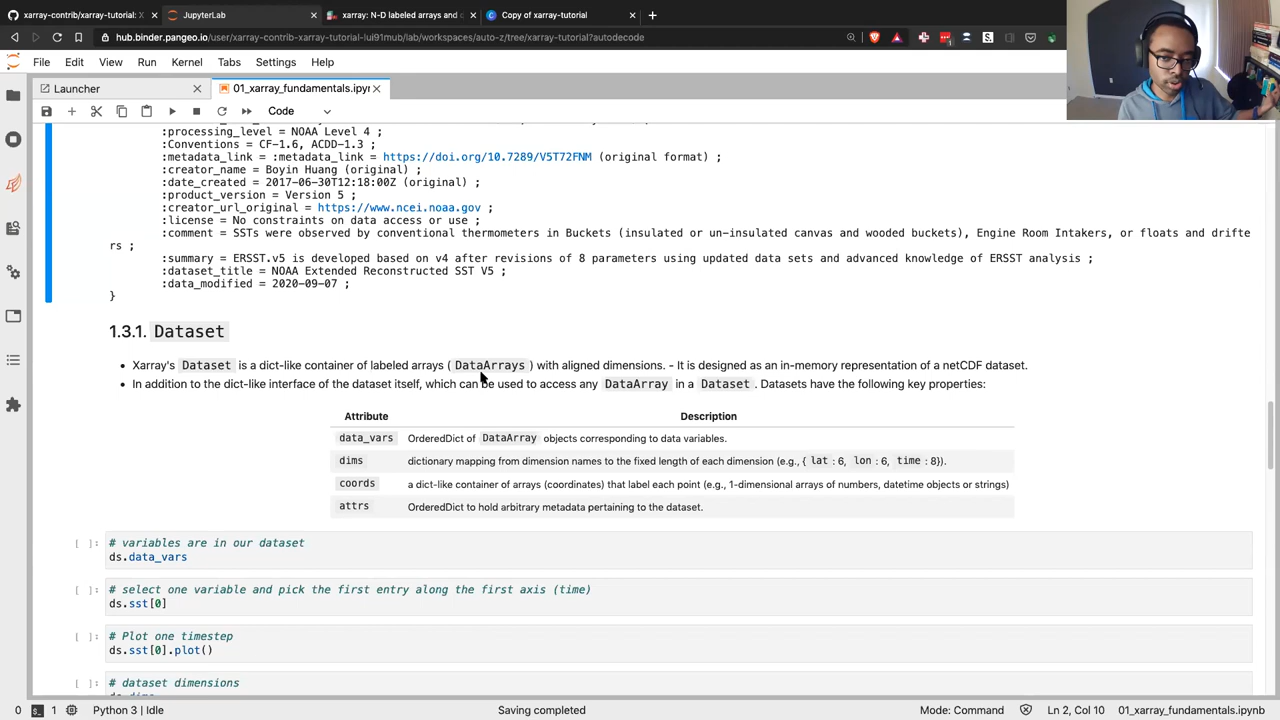 xarray-contrib/xarray-tutorial: X
JupyterLab
xarray: N-D labeled arrays and
Copy of xarray-tutorial
hub.binder.pangeo.io/user/xarray-contrib-xarray-tutorial-lui91mub/lab/workspaces/auto-z/tree/xarray-tutorial?autodecode
File Edit View Run Kernel Tabs Settings Help
Launcher
01_xarray_fundamentals.ipyn
Code
:processing_level = NOAA Level 4 ;
:Conventions = CF-1.6, ACDD-1.3 ;
:metadata_link = :metadata_link = https://doi.org/10.7289/V5T72FNM (original format) ;
:creator_name = Boyin Huang (original) ;
:date_created = 2017-06-30T12:18:00Z (original) ;
:product_version = Version 5 ;
:creator_url_original = https://www.ncei.noaa.gov ;
:license = No constraints on data access or use ;
:comment = SSTs were observed by conventional thermometers in Buckets (insulated or un-insulated canvas and wooded buckets), Engine Room Intakers, or floats and drifte
rs ;
:summary = ERSST.v5 is developed based on v4 after revisions of 8 parameters using updated data sets and advanced knowledge of ERSST analysis ;
:dataset_title = NOAA Extended Reconstructed SST V5 ;
:data_modified = 2020-09-07 ;
}
1.3.1. Dataset
• Xarray's Dataset is a dict-like container of labeled arrays ( DataArrays ) with aligned dimensions. - It is designed as an in-memory representation of a netCDF dataset.
• In addition to the dict-like interface of the dataset itself, which can be used to access any DataArray in a Dataset . Datasets have the following key properties:
Attribute Description
data_vars OrderedDict of DataArray objects corresponding to data variables.
dims dictionary mapping from dimension names to the fixed length of each dimension (e.g., { lat : 6, lon : 6, time : 8}).
coords a dict-like container of arrays (coordinates) that label each point (e.g., 1-dimensional arrays of numbers, datetime objects or strings)
attrs OrderedDict to hold arbitrary metadata pertaining to the dataset.
[ ]: # variables are in our dataset
ds.data_vars
[ ]: # select one variable and pick the first entry along the first axis (time)
ds.sst[0]
[ ]: # Plot one timestep
ds.sst[0].plot()
[ ]: # dataset dimensions
0 1 Python 3 | Idle Saving completed Mode: Command Ln 2, Col 10 01_xarray_fundamentals.ipynb